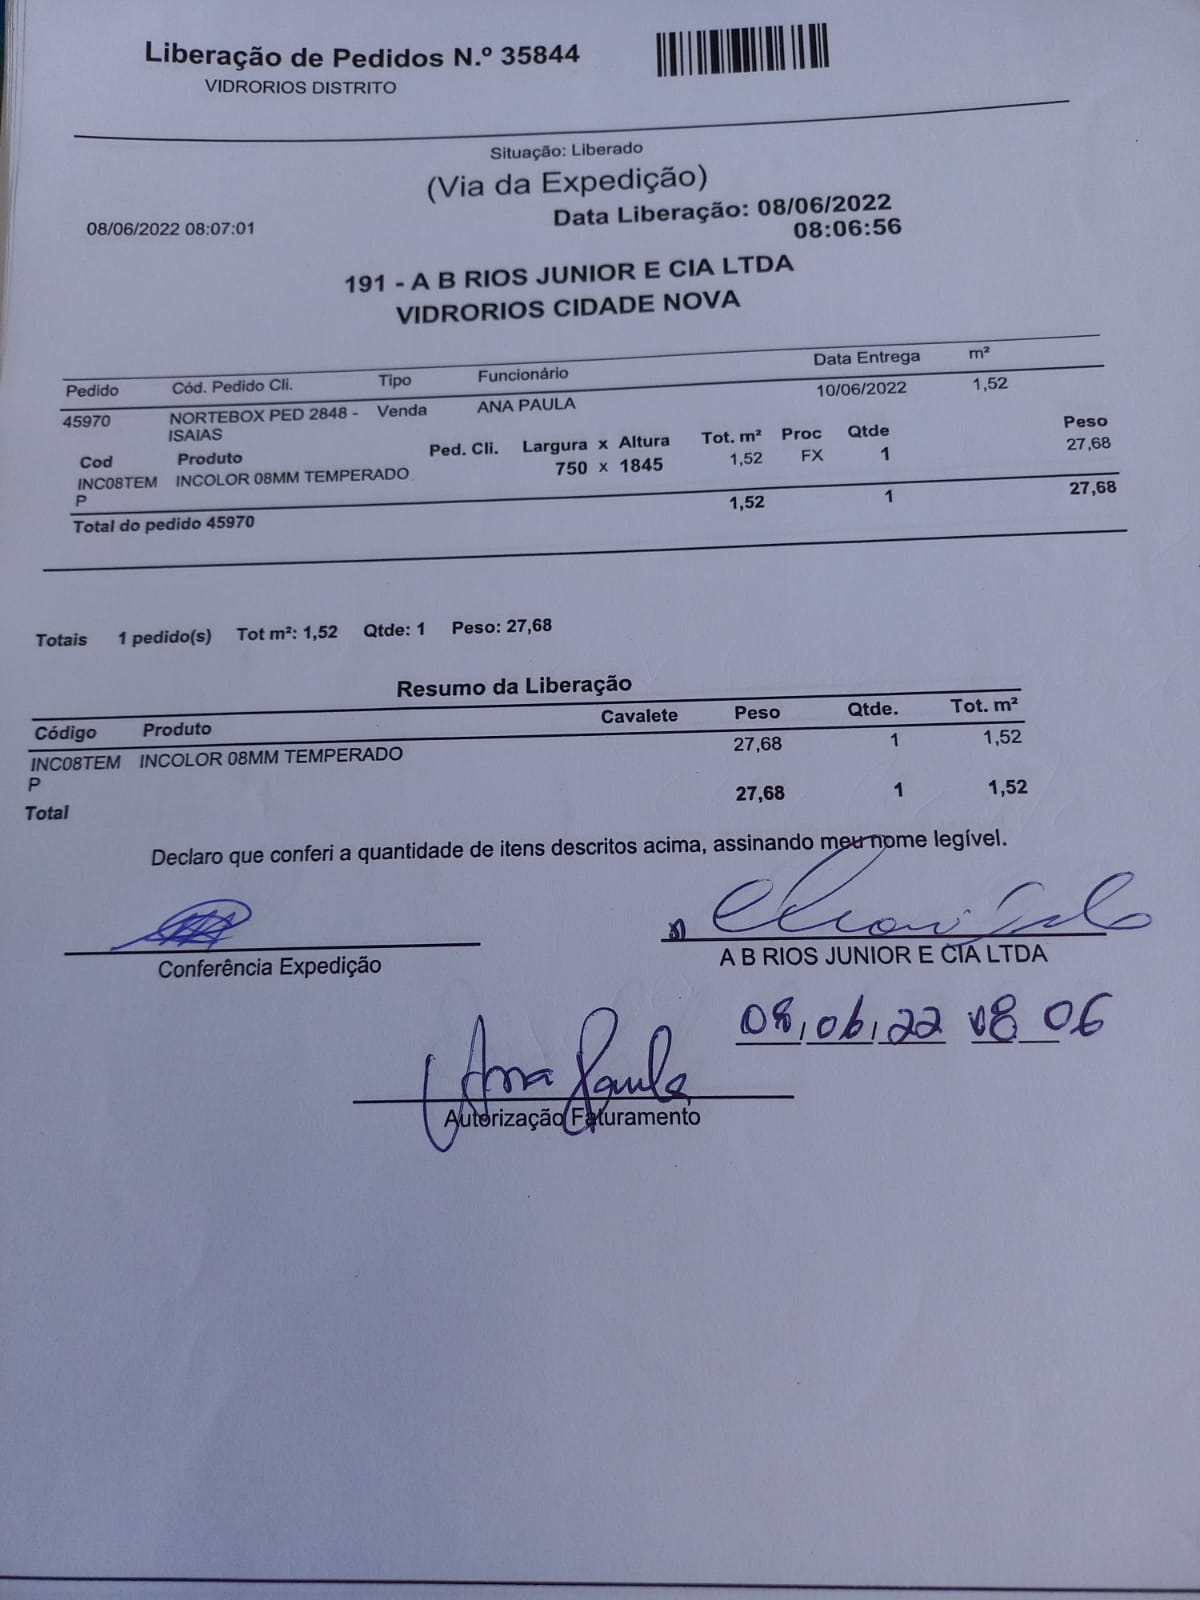 Liberação de Pedidos N.º 35844
VIDRORIOS DISTRITO
Situação: Liberado
(Via da Expedição)
08/06/2022 08:07:01
Data Liberação: 08/06/2022
08:06:56
191 - A B RIOS JUNIOR E CIA LTDA
VIDRORIOS CIDADE NOVA
Pedido Cód. Pedido Cli. Tipo Funcionário Data Entrega m²
45970 NORTEBOX PED 2848 - Venda ANA PAULA 10/06/2022 1,52
ISAIAS
Cod Produto Ped. Cli. Largura x Altura Tot. m² Proc Qtde Peso
INC08TEM INCOLOR 08MM TEMPERADO 750 x 1845 1,52 FX 1 27,68
P
Total do pedido 45970 1,52 1 27,68
Totais 1 pedido(s) Tot m²: 1,52 Qtde: 1 Peso: 27,68
Resumo da Liberação
Código Produto Cavalete Peso Qtde. Tot. m²
INC08TEM INCOLOR 08MM TEMPERADO 27,68 1 1,52
P
Total 27,68 1 1,52
Declaro que conferi a quantidade de itens descritos acima, assinando meu nome legível.
Conferência Expedição
A B RIOS JUNIOR E CIA LTDA
08/06/22 08 06
Ana Paula
Autorização Faturamento